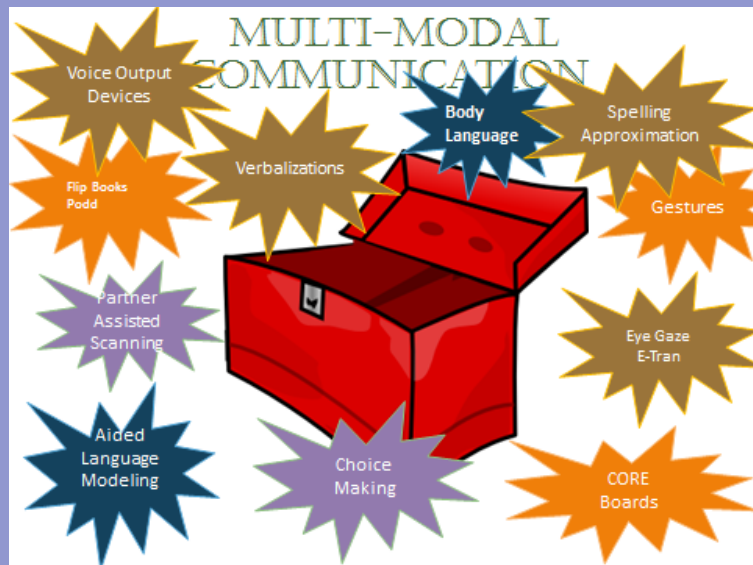 MULTI-MODAL
COMMUNICATION
Voice Output
Devices
Body
Language
Spelling
Approximation
Verbalizations
Flip Books
Podd
Gestures
Partner
Assisted
Scanning
Eye Gaze
E-Tran
Aided
Language
Modeling
Choice
Making
CORE
Boards